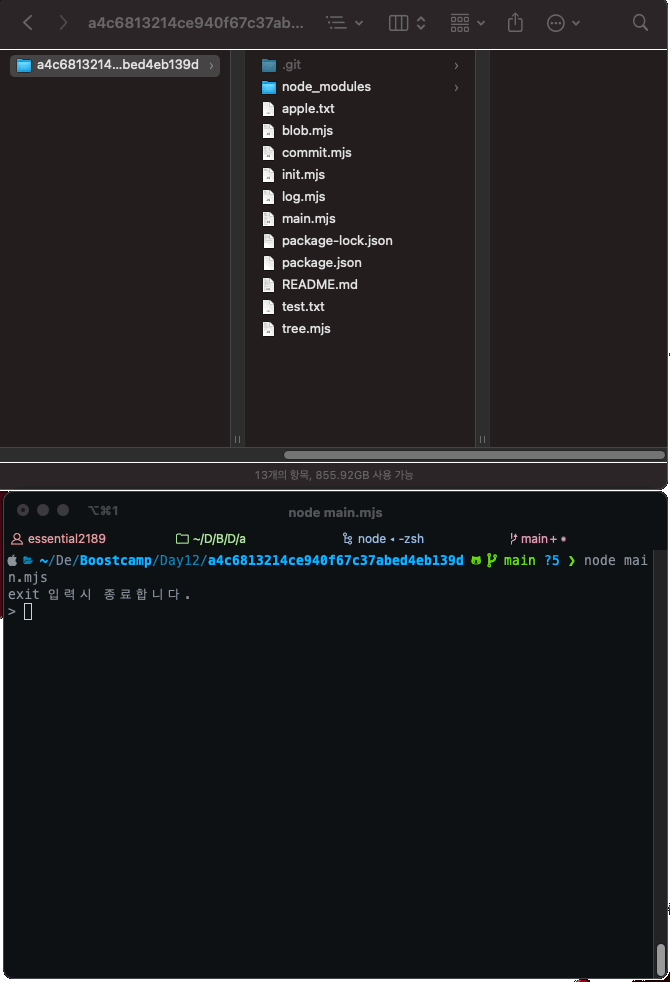 a4c6813214ce940f67c37ab...
a4c6813214...bed4eb139d
.git
node_modules
apple.txt
blob.mjs
commit.mjs
init.mjs
log.mjs
main.mjs
package-lock.json
package.json
README.md
test.txt
tree.mjs
13개의 항목, 855.92GB 사용 가능
⌥⌘1 node main.mjs
essential2189 ~/D/B/D/a node ◂ -zsh main+ •
~/De/Boostcamp/Day12/a4c6813214ce940f67c37abed4eb139d main ?5 ❯ node mai
n.mjs
exit 입력시 종료합니다.
>